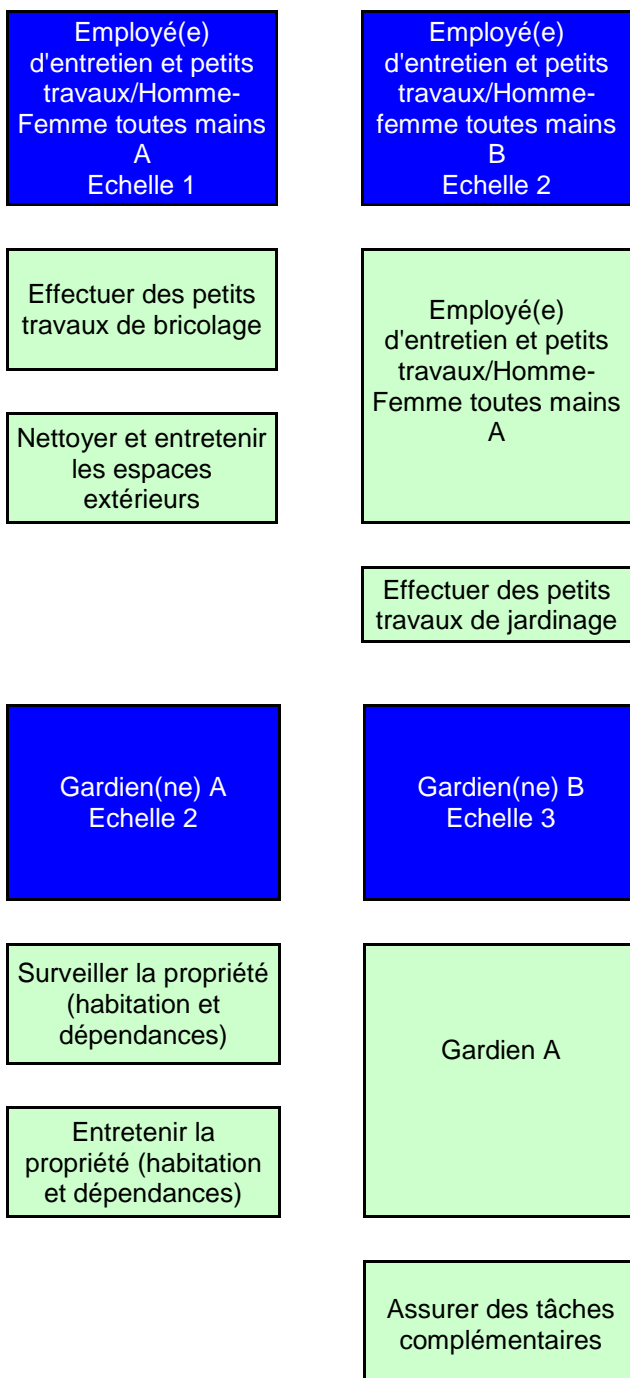 Employé(e)
d'entretien et petits
travaux/Homme-
Femme toutes mains
A
Echelle 1
Employé(e)
d'entretien et petits
travaux/Homme-
femme toutes mains
B
Echelle 2
Effectuer des petits
travaux de bricolage
Nettoyer et entretenir
les espaces
extérieurs
Employé(e)
d'entretien et petits
travaux/Homme-
Femme toutes mains
A
Effectuer des petits
travaux de jardinage
Gardien(ne) A
Echelle 2
Gardien(ne) B
Echelle 3
Surveiller la propriété
(habitation et
dépendances)
Entretenir la
propriété (habitation
et dépendances)
Gardien A
Assurer des tâches
complémentaires